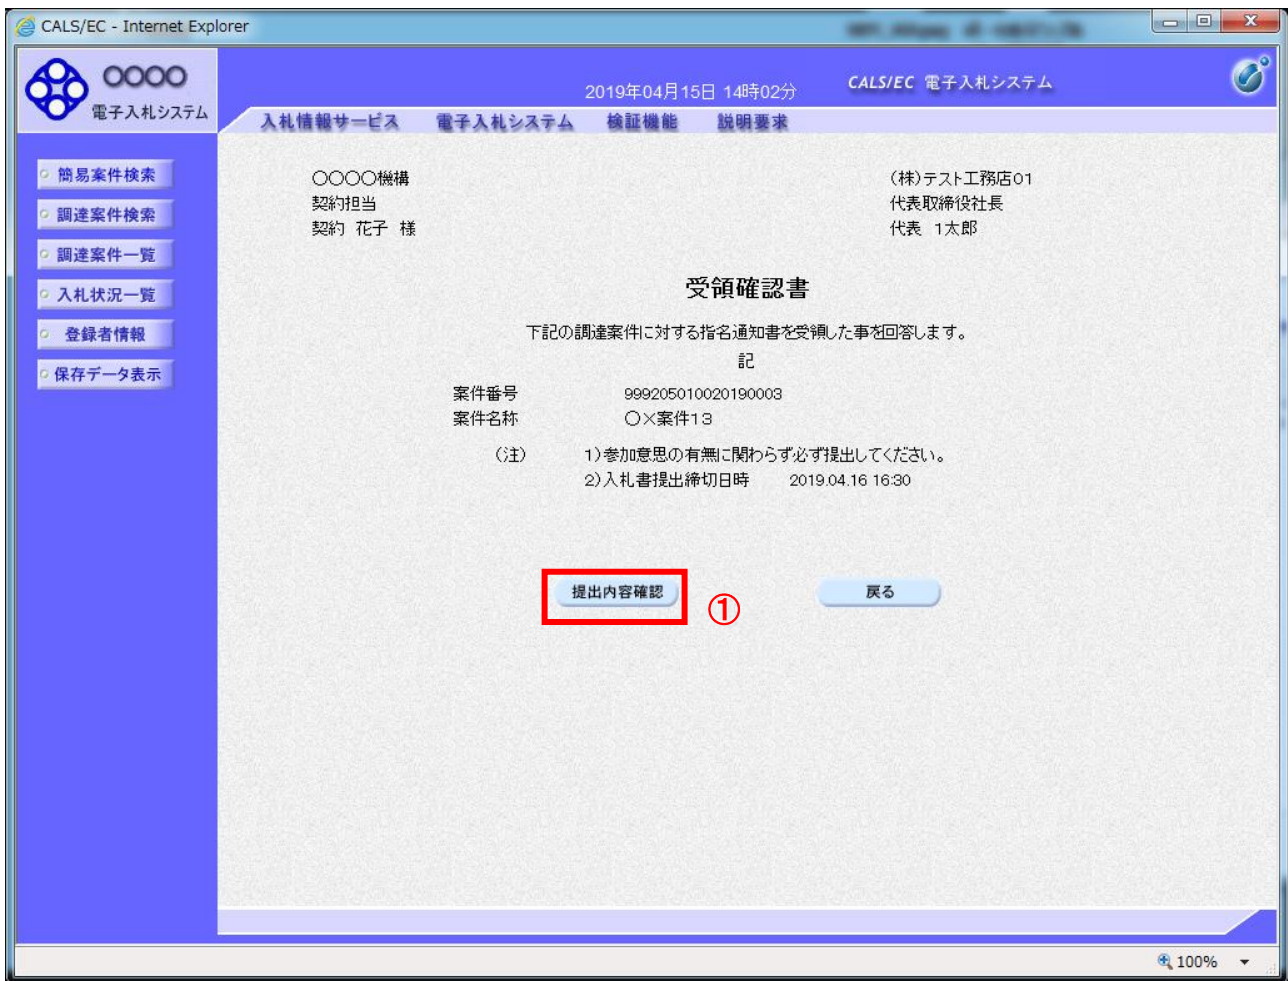 CALS/EC - Internet Explorer
○○○○
電子入札システム
2019年04月15日 14時02分
CALS/EC 電子入札システム
入札情報サービス 電子入札システム 検証機能 説明要求
簡易案件検索
調達案件検索
調達案件一覧
入札状況一覧
登録者情報
保存データ表示
○○○○機構
契約担当
契約 花子 様
(株)テスト工務店01
代表取締役社長
代表 1太郎
受領確認書
下記の調達案件に対する指名通知書を受領した事を回答します。
記
案件番号 999205010020190003
案件名称 ○×案件13
(注) 1)参加意思の有無に関わらず必ず提出してください。
2)入札書提出締切日時 2019.04.16 16:30
提出内容確認
①
戻る
100%